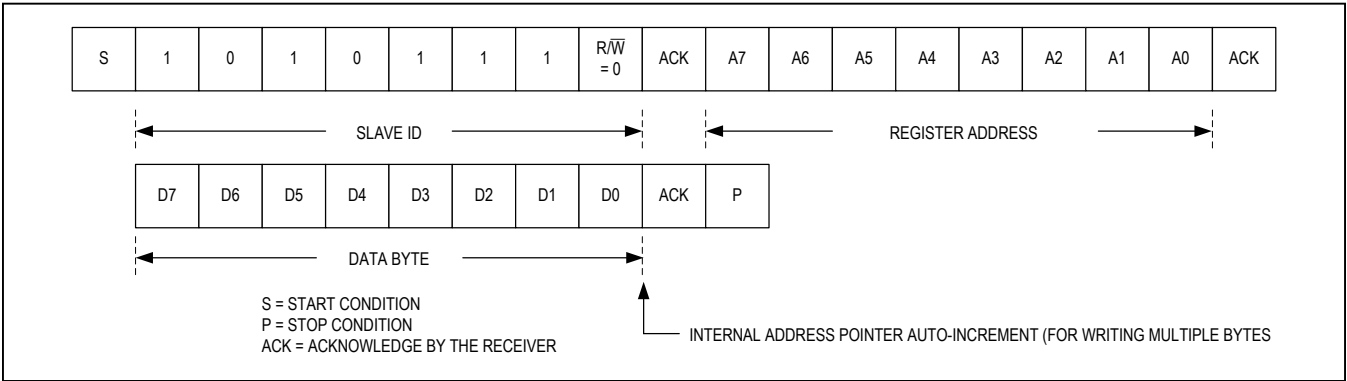 S 1 0 1 0 1 1 1 R/W̅ = 0 ACK A7 A6 A5 A4 A3 A2 A1 A0 ACK
SLAVE ID REGISTER ADDRESS
D7 D6 D5 D4 D3 D2 D1 D0 ACK P
DATA BYTE
S = START CONDITION
P = STOP CONDITION
ACK = ACKNOWLEDGE BY THE RECEIVER
INTERNAL ADDRESS POINTER AUTO-INCREMENT (FOR WRITING MULTIPLE BYTES